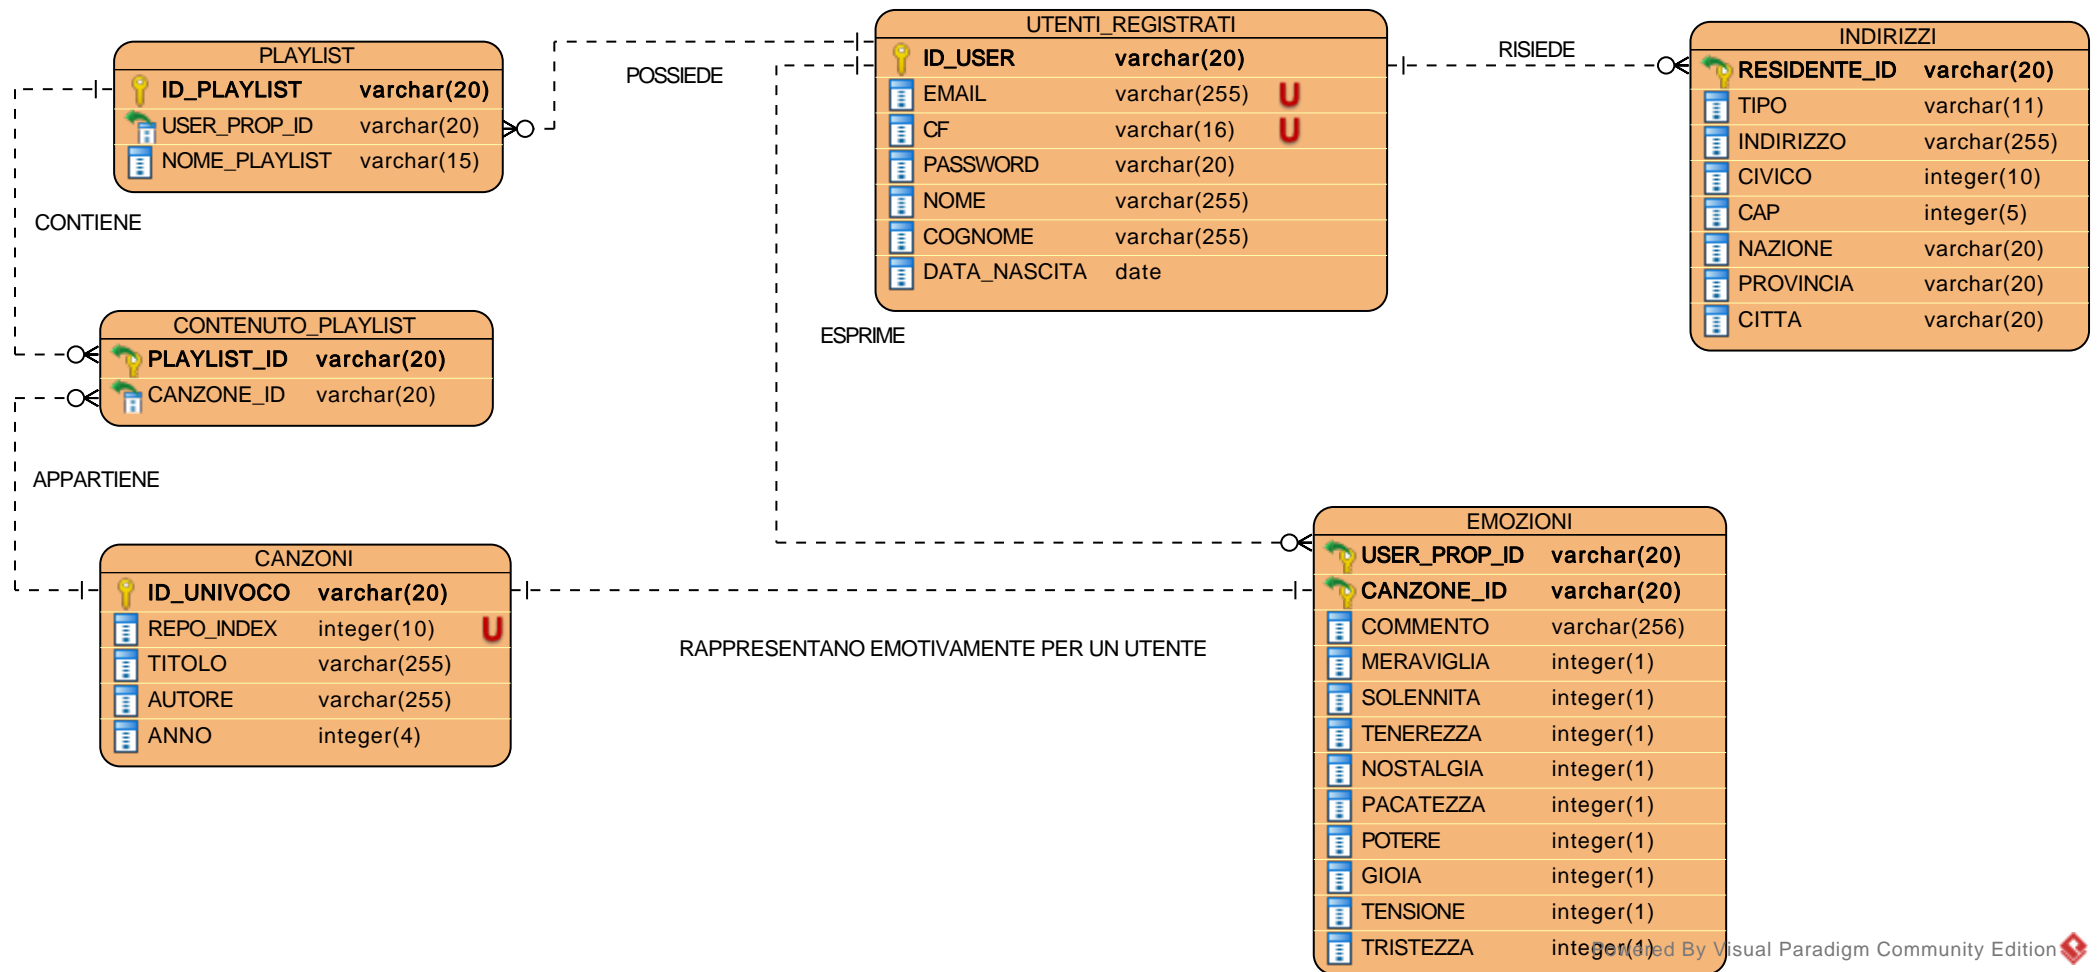 PLAYLIST
ID_PLAYLIST varchar(20)
USER_PROP_ID varchar(20)
NOME_PLAYLIST varchar(15)
POSSIEDE
UTENTI_REGISTRATI
ID_USER varchar(20)
EMAIL varchar(255) U
CF varchar(16) U
PASSWORD varchar(20)
NOME varchar(255)
COGNOME varchar(255)
DATA_NASCITA date
RISIEDE
INDIRIZZI
RESIDENTE_ID varchar(20)
TIPO varchar(11)
INDIRIZZO varchar(255)
CIVICO integer(10)
CAP integer(5)
NAZIONE varchar(20)
PROVINCIA varchar(20)
CITTA varchar(20)
CONTIENE
CONTENUTO_PLAYLIST
PLAYLIST_ID varchar(20)
CANZONE_ID varchar(20)
ESPRIME
APPARTIENE
CANZONI
ID_UNIVOCO varchar(20)
REPO_INDEX integer(10) U
TITOLO varchar(255)
AUTORE varchar(255)
ANNO integer(4)
RAPPRESENTANO EMOTIVAMENTE PER UN UTENTE
EMOZIONI
USER_PROP_ID varchar(20)
CANZONE_ID varchar(20)
COMMENTO varchar(256)
MERAVIGLIA integer(1)
SOLENNITA integer(1)
TENEREZZA integer(1)
NOSTALGIA integer(1)
PACATEZZA integer(1)
POTERE integer(1)
GIOIA integer(1)
TENSIONE integer(1)
TRISTEZZA integer(1)
Powered By Visual Paradigm Community Edition